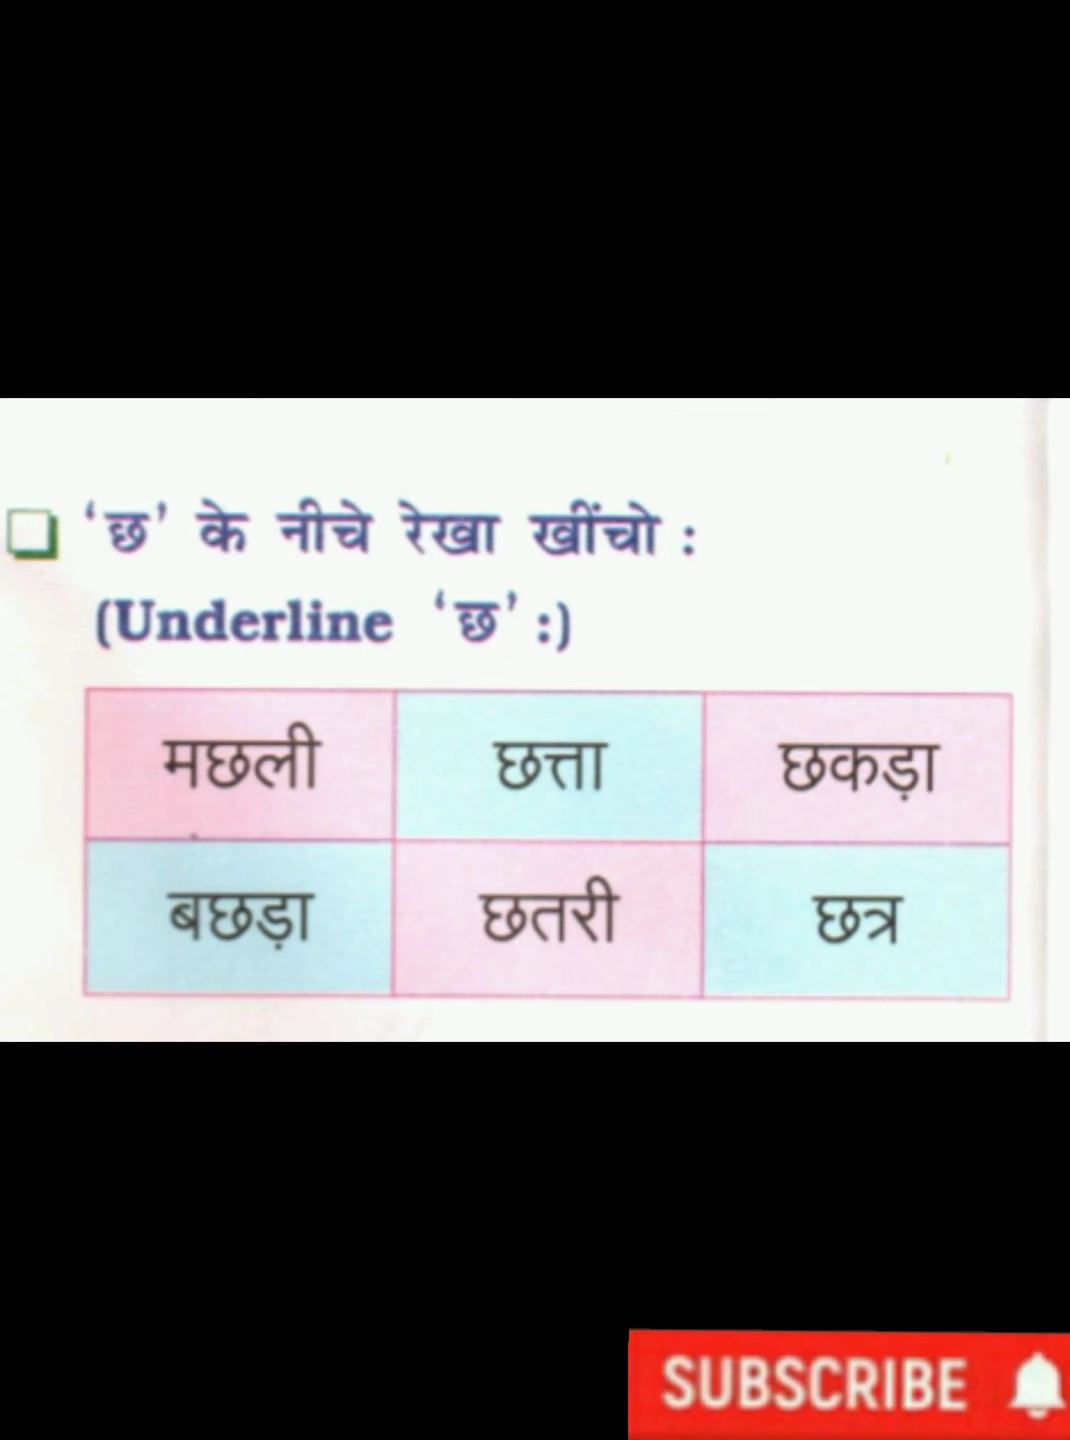 ‘छ’ के नीचे रेखा खींचो :
(Underline ‘छ’ :)
मछली छत्ता छकड़ा
बछड़ा छतरी छत्र
SUBSCRIBE